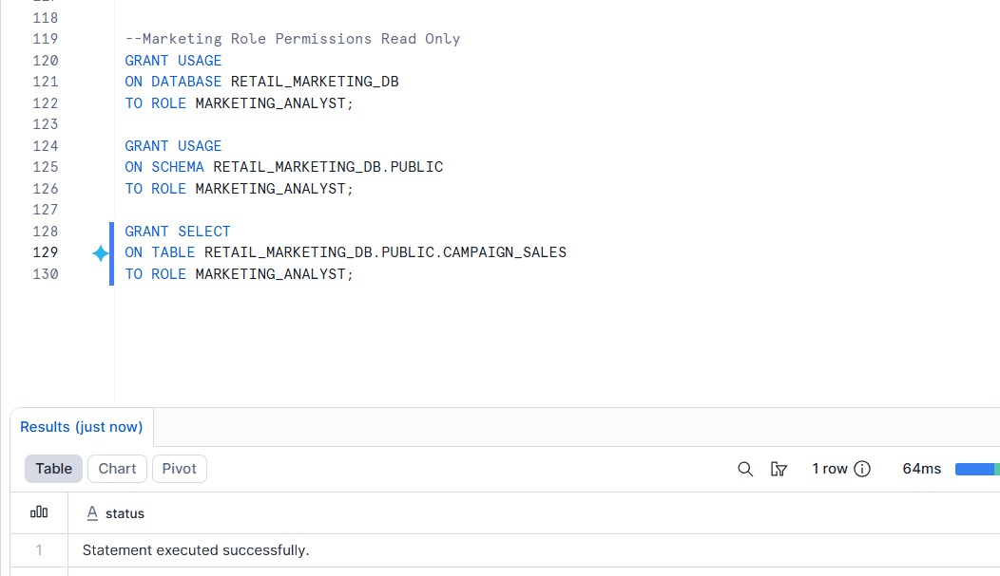 118
119 --Marketing Role Permissions Read Only
120 GRANT USAGE
121 ON DATABASE RETAIL_MARKETING_DB
122 TO ROLE MARKETING_ANALYST;
123
124 GRANT USAGE
125 ON SCHEMA RETAIL_MARKETING_DB.PUBLIC
126 TO ROLE MARKETING_ANALYST;
127
128 GRANT SELECT
129 ON TABLE RETAIL_MARKETING_DB.PUBLIC.CAMPAIGN_SALES
130 TO ROLE MARKETING_ANALYST;
Results (just now)
Table Chart Pivot 1 row 64ms
A status
1 Statement executed successfully.